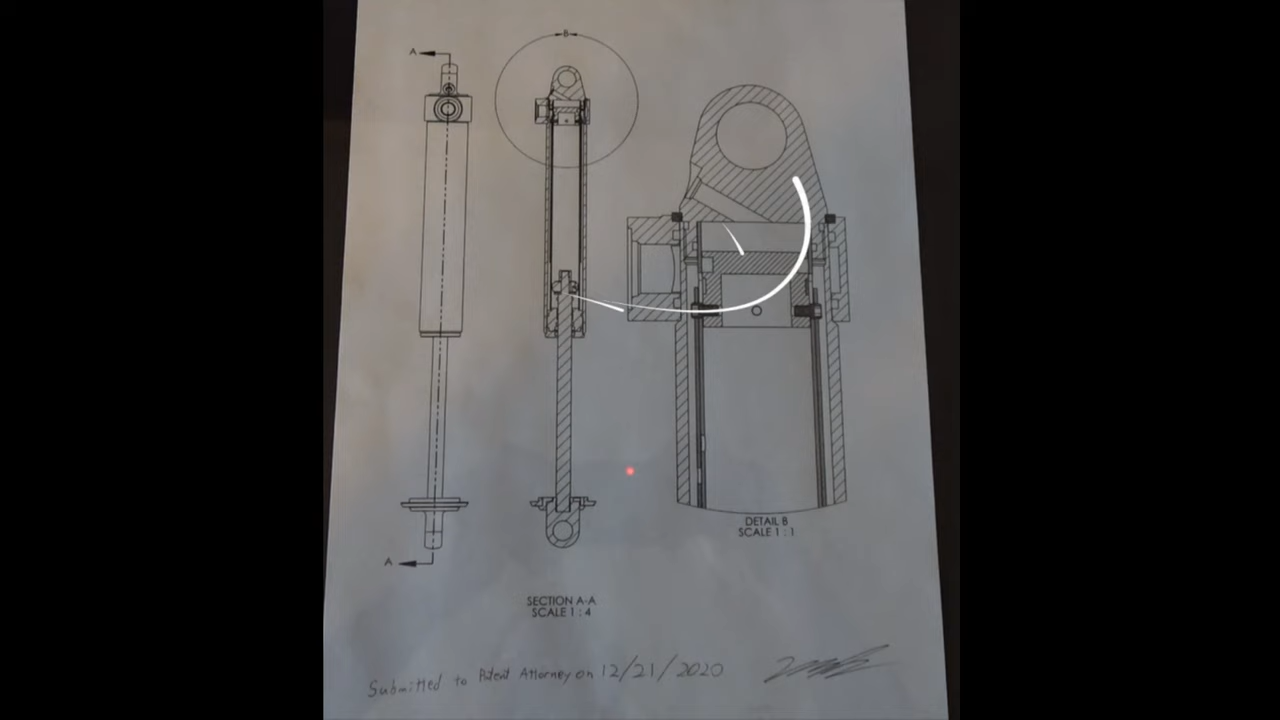 A
B
DETAIL B
SCALE 1 : 1
A
SECTION A-A
SCALE 1 : 4
Submitted to Patent Attorney on 12/21/2020